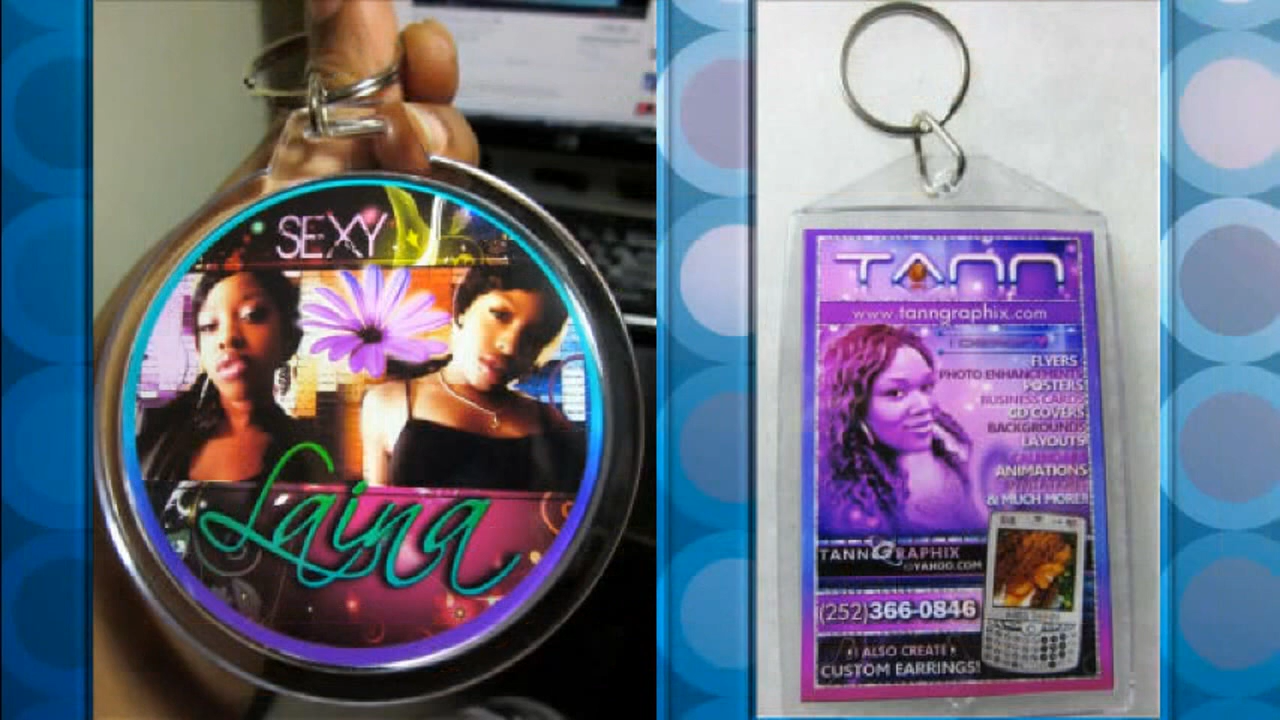 SEXY
Laina
TANN
www.tanngraphix.com
FLYERS
PHOTO ENHANCEMENTS
POSTERS
BUSINESS CARDS
CD COVERS
BACKGROUNDS
LAYOUTS
ANIMATIONS
& MUCH MORE!!
TANNGRAPHIX
@YAHOO.COM
(252)366-0846
I ALSO CREATE
CUSTOM EARRINGS!